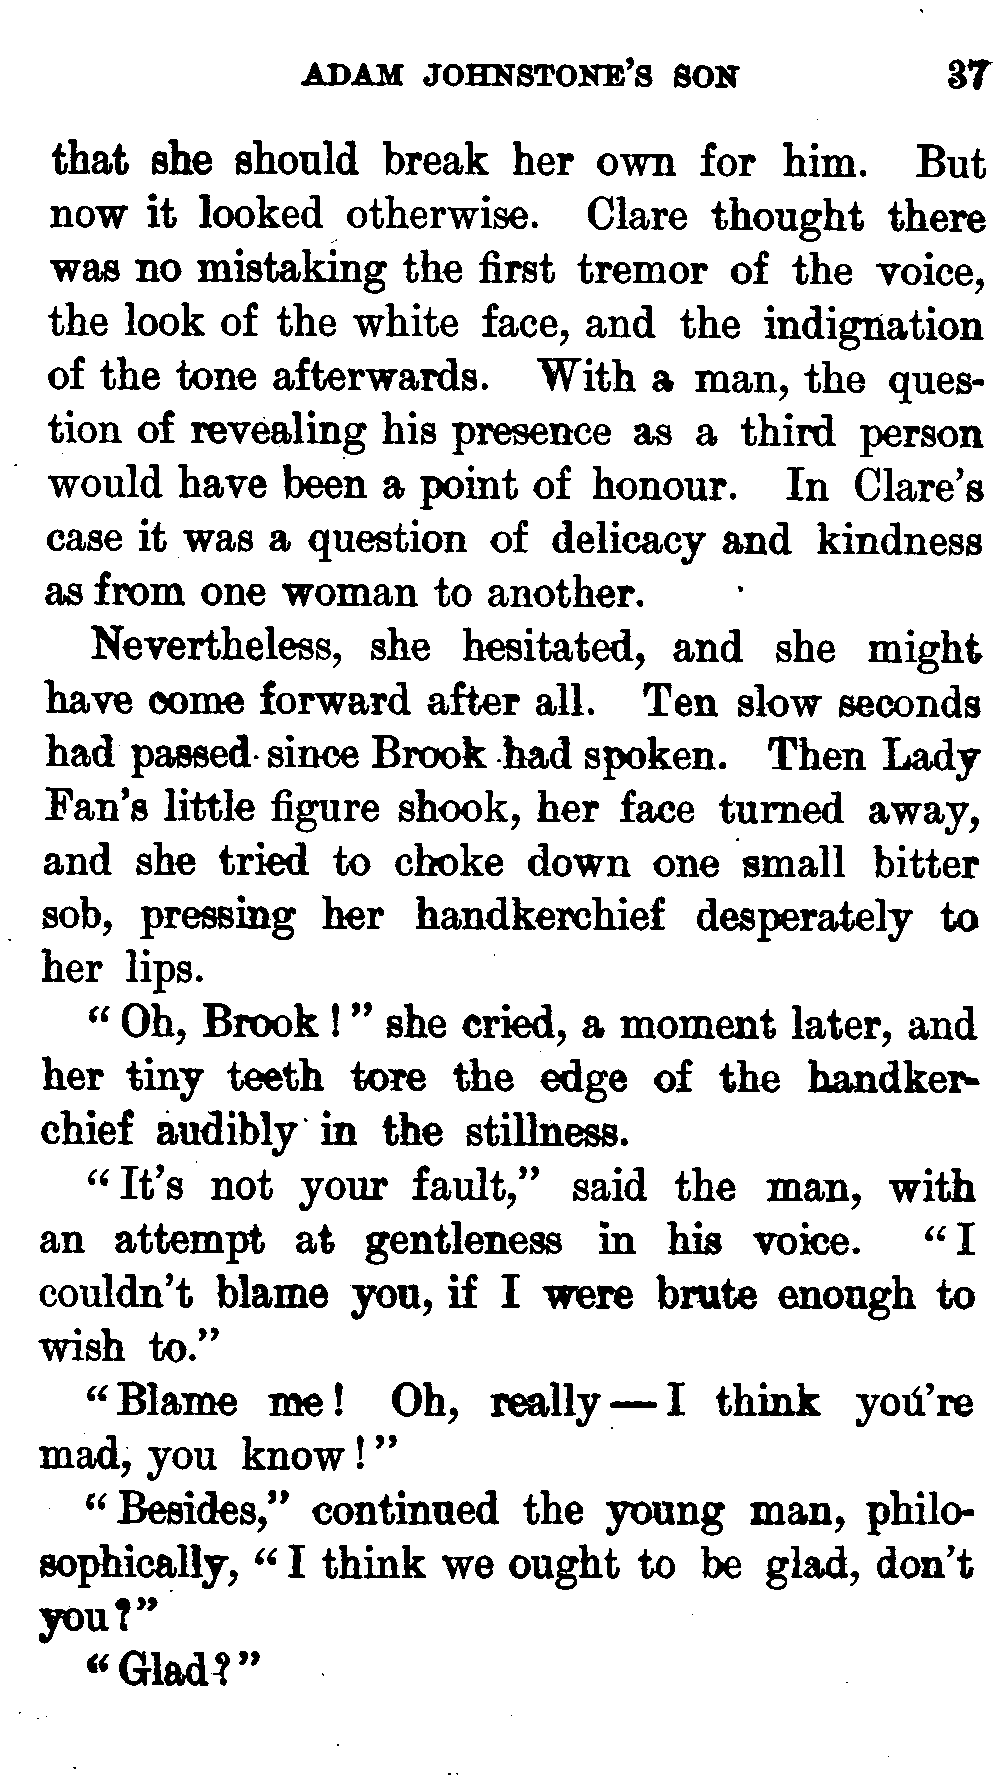 ADAM JOHNSTONE'S SON 37
that she should break her own for him. But
now it looked otherwise. Clare thought there
was no mistaking the first tremor of the voice,
the look of the white face, and the indignation
of the tone afterwards. With a man, the ques-
tion of revealing his presence as a third person
would have been a point of honour. In Clare's
case it was a question of delicacy and kindness
as from one woman to another.
Nevertheless, she hesitated, and she might
have come forward after all. Ten slow seconds
had passed since Brook had spoken. Then Lady
Fan's little figure shook, her face turned away,
and she tried to choke down one small bitter
sob, pressing her handkerchief desperately to
her lips.
"Oh, Brook!" she cried, a moment later, and
her tiny teeth tore the edge of the handker-
chief audibly in the stillness.
"It's not your fault," said the man, with
an attempt at gentleness in his voice. "I
couldn't blame you, if I were brute enough to
wish to."
"Blame me! Oh, really—I think you're
mad, you know!"
"Besides," continued the young man, philo-
sophically, "I think we ought to be glad, don't
you?"
"Glad?"